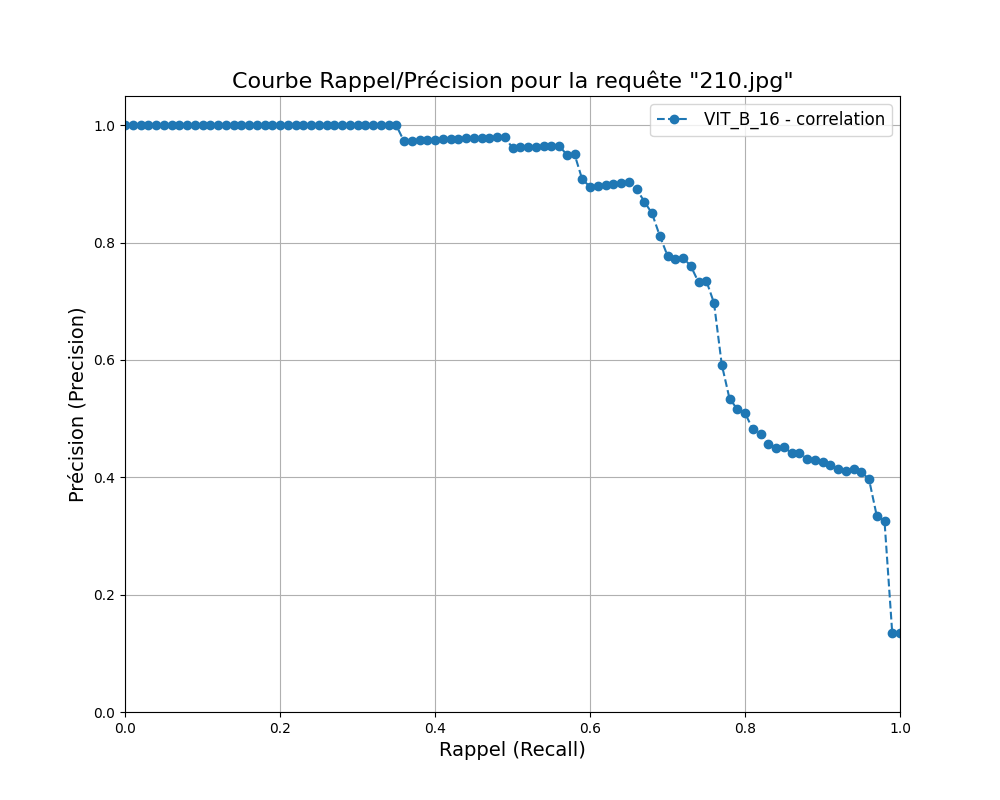 Courbe Rappel/Précision pour la requête "210.jpg"
VIT_B_16 - correlation
Précision (Precision)
1.0
0.8
0.6
0.4
0.2
0.0
0.0 0.2 0.4 0.6 0.8 1.0
Rappel (Recall)